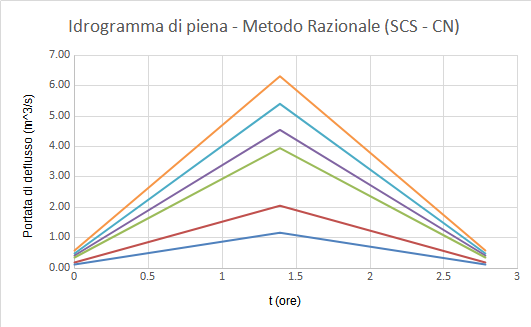 Idrogramma di piena - Metodo Razionale (SCS - CN)
7.00
6.00
5.00
4.00
3.00
2.00
1.00
0.00
Portata di deflusso (m^3/s)
0 0.5 1 1.5 2 2.5 3
t (ore)